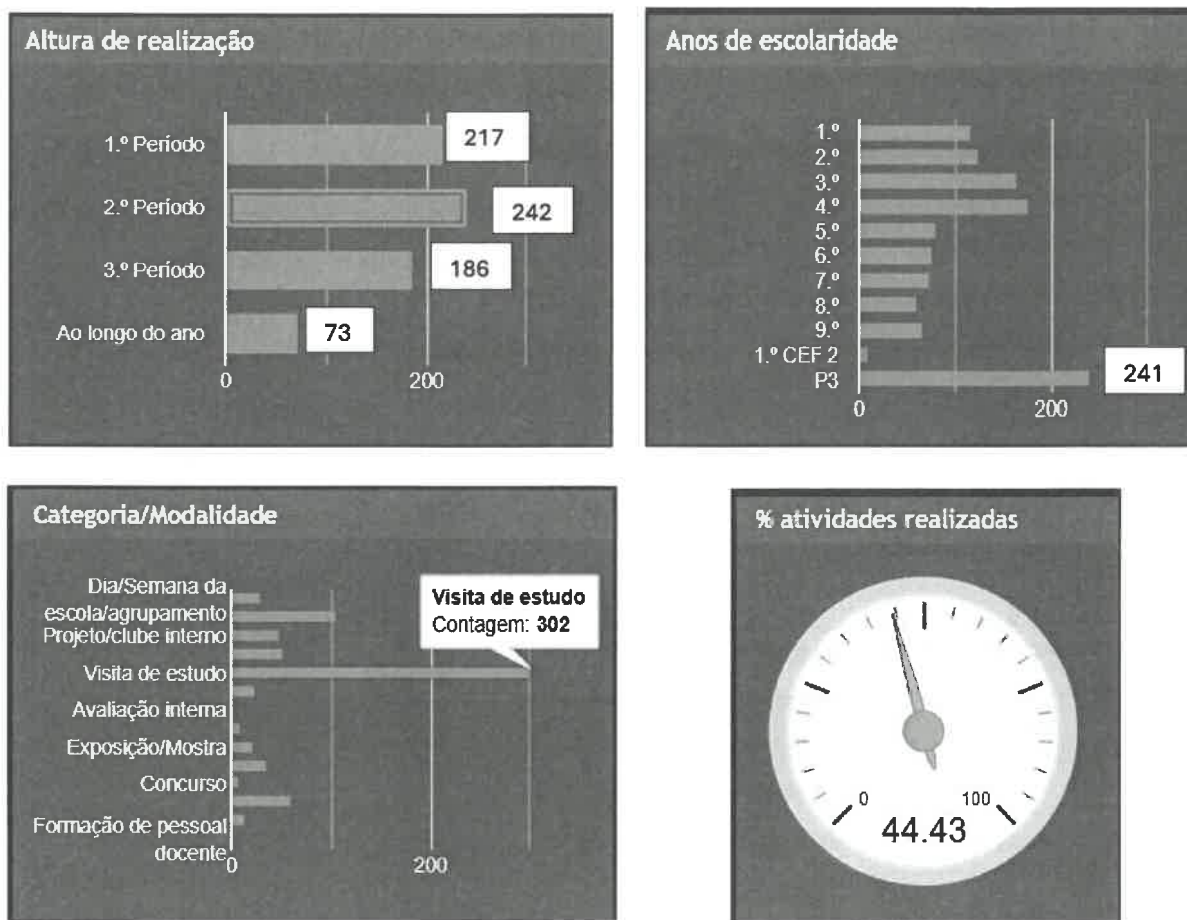 Altura de realização
1.º Período
217
2.º Período
242
3.º Período
186
Ao longo do ano
73
0
200
Anos de escolaridade
1.º
2.º
3.º
4.º
5.º
6.º
7.º
8.º
9.º
1.º CEF 2
P3
241
0
200
Categoria/Modalidade
Dia/Semana da
escola/agrupamento
Projeto/clube interno
Visita de estudo
Avaliação interna
Exposição/Mostra
Concurso
Formação de pessoal
docente
0
200
Visita de estudo
Contagem: 302
% atividades realizadas
0
100
44.43